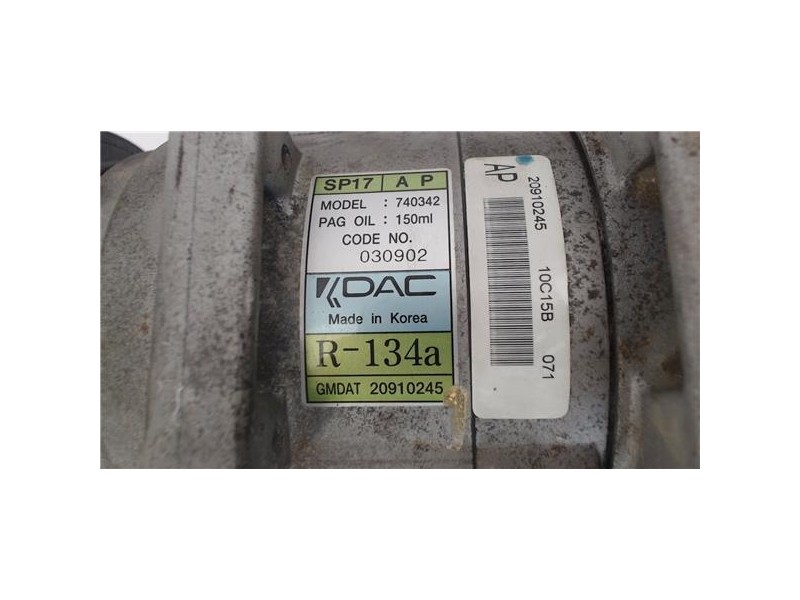 SP17 A P
MODEL : 740342
PAG OIL : 150ml
CODE NO.
030902
KDAC
Made in Korea
R-134a
GMDAT 20910245
AP
20910245 10C15B 071